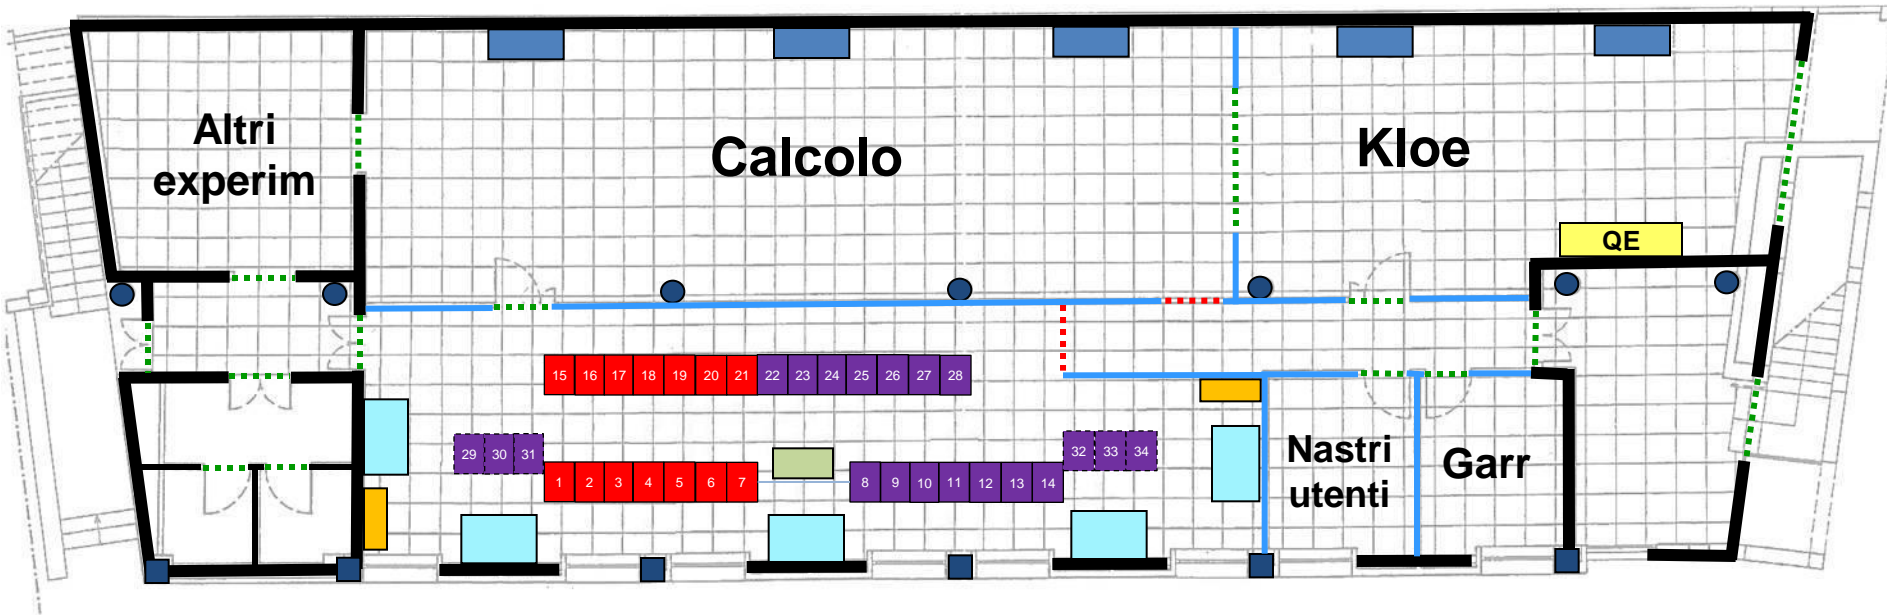 Altri
experim
Calcolo
Kloe
QE
15 16 17 18 19 20 21 22 23 24 25 26 27 28
29 30 31
32 33 34
1 2 3 4 5 6 7
8 9 10 11 12 13 14
Nastri
utenti
Garr